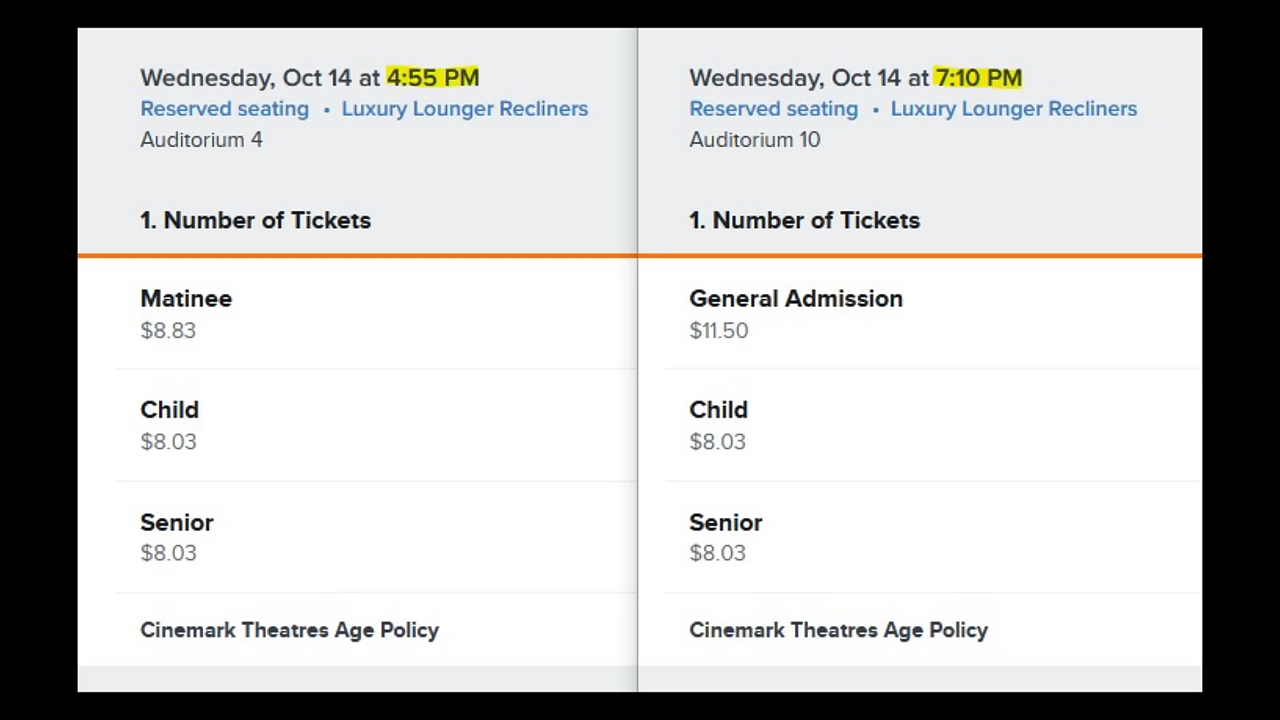 Wednesday, Oct 14 at 4:55 PM
Reserved seating • Luxury Lounger Recliners
Auditorium 4
1. Number of Tickets
Matinee
$8.83
Child
$8.03
Senior
$8.03
Cinemark Theatres Age Policy
Wednesday, Oct 14 at 7:10 PM
Reserved seating • Luxury Lounger Recliners
Auditorium 10
1. Number of Tickets
General Admission
$11.50
Child
$8.03
Senior
$8.03
Cinemark Theatres Age Policy